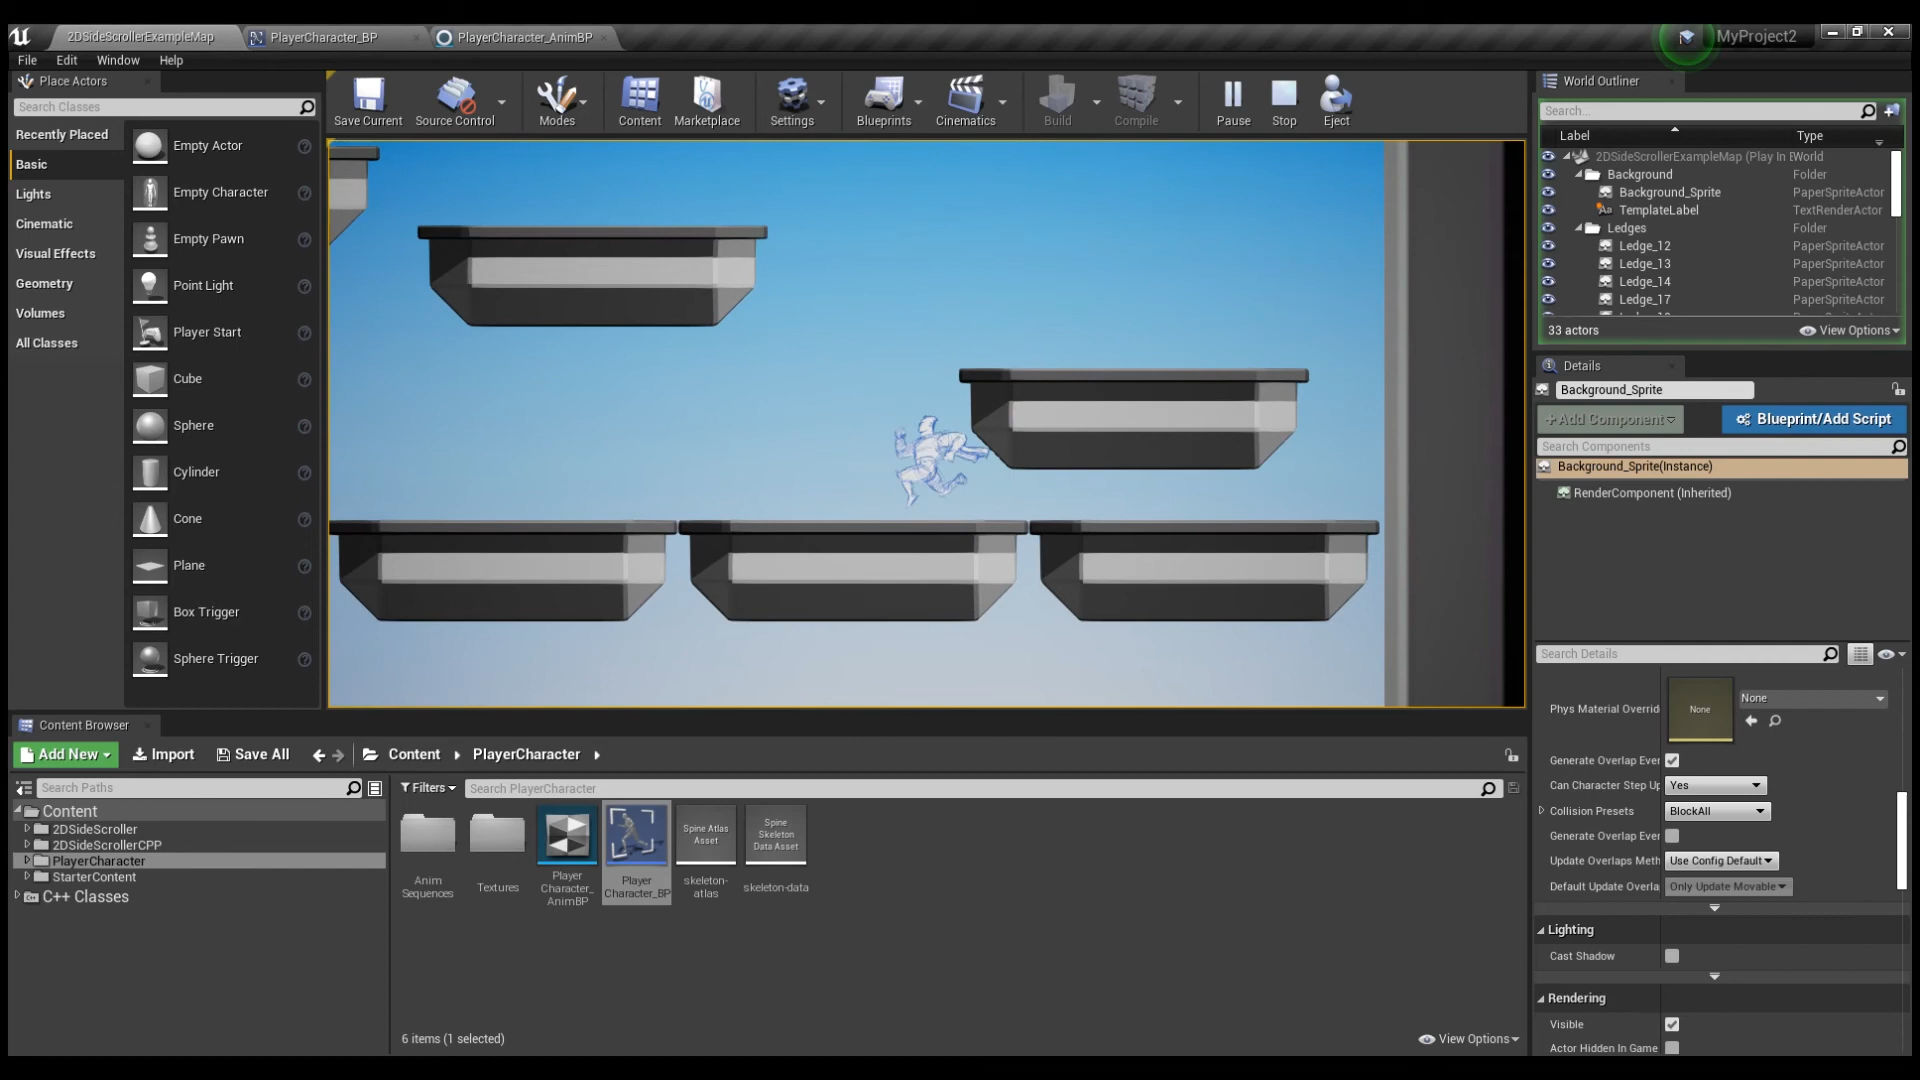 2DSideScrollerExampleMap
PlayerCharacter_BP
PlayerCharacter_AnimBP
MyProject2
File Edit Window Help
Place Actors
Search Classes
Recently Placed
Basic
Lights
Cinematic
Visual Effects
Geometry
Volumes
All Classes
Empty Actor
Empty Character
Empty Pawn
Point Light
Player Start
Cube
Sphere
Cylinder
Cone
Plane
Box Trigger
Sphere Trigger
Save Current
Source Control
Modes
Content
Marketplace
Settings
Blueprints
Cinematics
Build
Compile
Pause
Stop
Eject
World Outliner
Search...
Label Type
2DSideScrollerExampleMap (Play In E World
Background Folder
Background_Sprite PaperSpriteActor
TemplateLabel TextRenderActor
Ledges Folder
Ledge_12 PaperSpriteActor
Ledge_13 PaperSpriteActor
Ledge_14 PaperSpriteActor
Ledge_17 PaperSpriteActor
33 actors
View Options
Details
Background_Sprite
+Add Component
Blueprint/Add Script
Search Components
Background_Sprite(Instance)
RenderComponent (Inherited)
Search Details
Phys Material Overrid
None
None
Generate Overlap Ever
Can Character Step Up
Yes
Collision Presets
BlockAll
Generate Overlap Ever
Update Overlaps Meth
Use Config Default
Default Update Overla
Only Update Movable
Lighting
Cast Shadow
Rendering
Visible
Actor Hidden In Game
Content Browser
Add New
Import
Save All
Content
PlayerCharacter
Search Paths
Content
2DSideScroller
2DSideScrollerCPP
PlayerCharacter
StarterContent
C++ Classes
Filters
Search PlayerCharacter
Anim
Sequences
Textures
Player
Character_
AnimBP
Player
Character_BP
Spine Atlas
Asset
skeleton-
atlas
Spine
Skeleton
Data Asset
skeleton-data
6 items (1 selected)
View Options